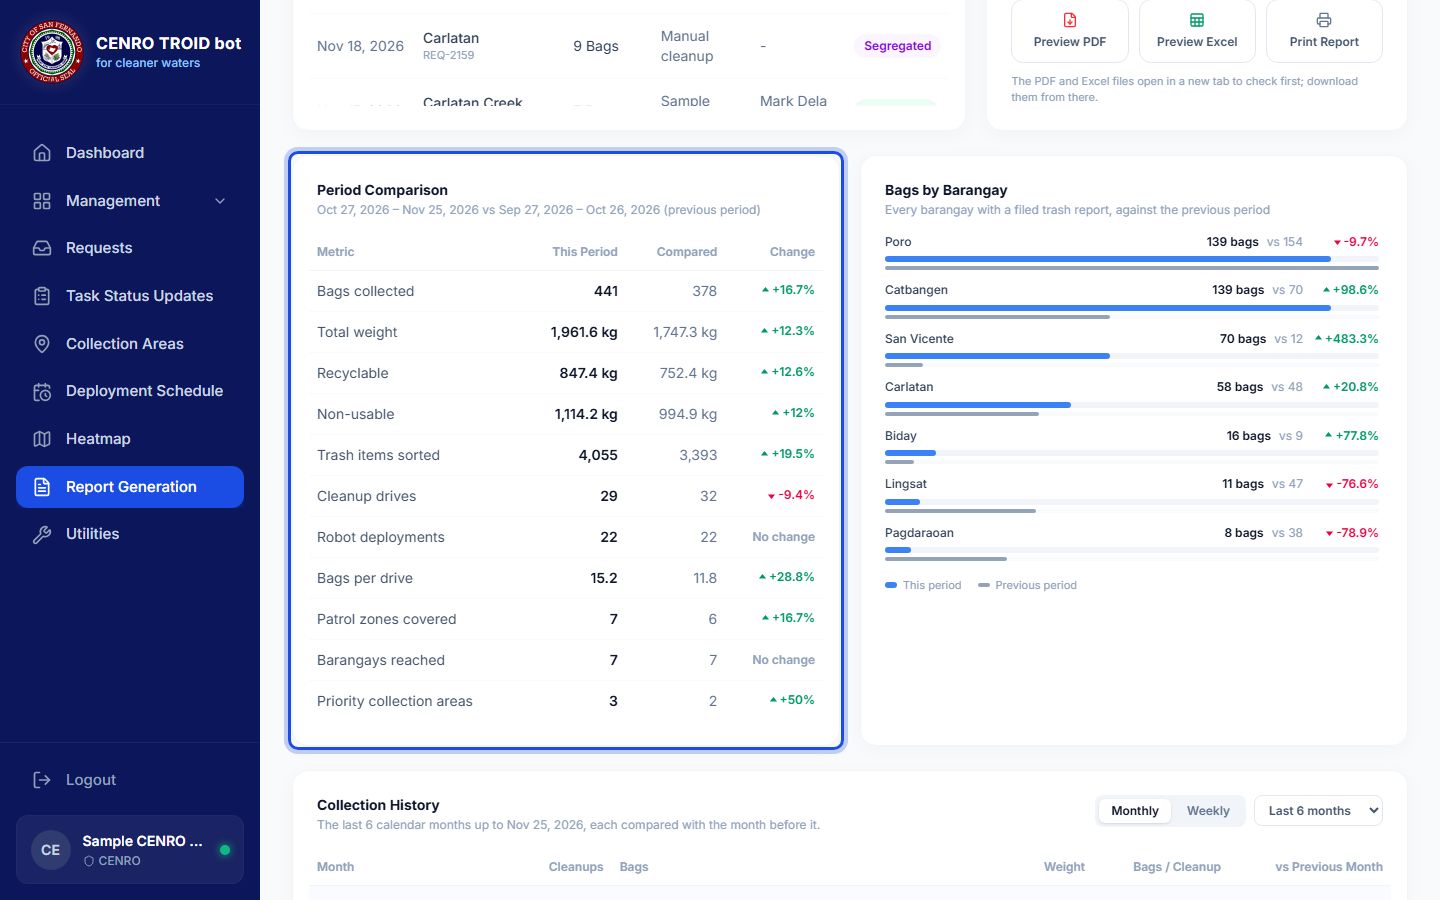 CENRO TROID bot
for cleaner waters
Dashboard
Management
Requests
Task Status Updates
Collection Areas
Deployment Schedule
Heatmap
Report Generation
Utilities
Logout
CE
Sample CENRO ...
CENRO
Nov 18, 2026
Carlatan
REQ-2159
9 Bags
Manual
cleanup
-
Segregated
Carlatan Creek
Sample
Mark Dela
Preview PDF
Preview Excel
Print Report
The PDF and Excel files open in a new tab to check first; download
them from there.
Period Comparison
Oct 27, 2026 – Nov 25, 2026 vs Sep 27, 2026 – Oct 26, 2026 (previous period)
Metric This Period Compared Change
Bags collected 441 378 +16.7%
Total weight 1,961.6 kg 1,747.3 kg +12.3%
Recyclable 847.4 kg 752.4 kg +12.6%
Non-usable 1,114.2 kg 994.9 kg +12%
Trash items sorted 4,055 3,393 +19.5%
Cleanup drives 29 32 -9.4%
Robot deployments 22 22 No change
Bags per drive 15.2 11.8 +28.8%
Patrol zones covered 7 6 +16.7%
Barangays reached 7 7 No change
Priority collection areas 3 2 +50%
Bags by Barangay
Every barangay with a filed trash report, against the previous period
Poro 139 bags vs 154 -9.7%
Catbangen 139 bags vs 70 +98.6%
San Vicente 70 bags vs 12 +483.3%
Carlatan 58 bags vs 48 +20.8%
Biday 16 bags vs 9 +77.8%
Lingsat 11 bags vs 47 -76.6%
Pagdaraoan 8 bags vs 38 -78.9%
This period Previous period
Collection History
The last 6 calendar months up to Nov 25, 2026, each compared with the month before it.
Monthly Weekly Last 6 months
Month Cleanups Bags Weight Bags / Cleanup vs Previous Month